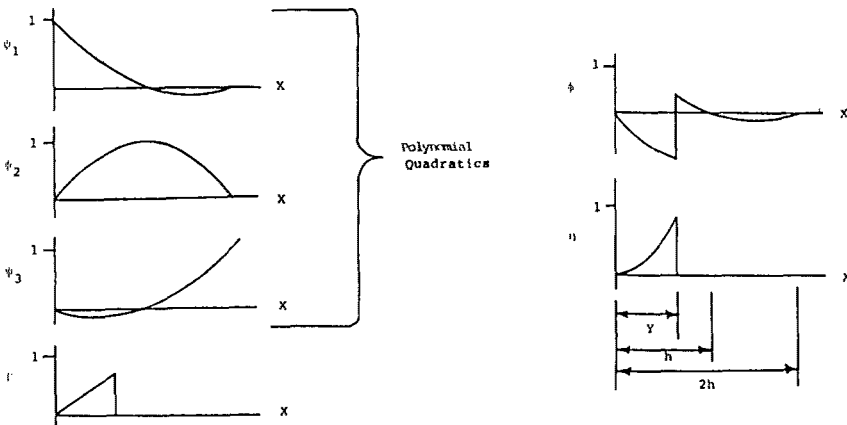 1
ψ1
X
1
ψ2
X
1
ψ3
X
1
X
Polynomial
Quadratics
1
ϕ
X
1
η
X
Y
h
2h